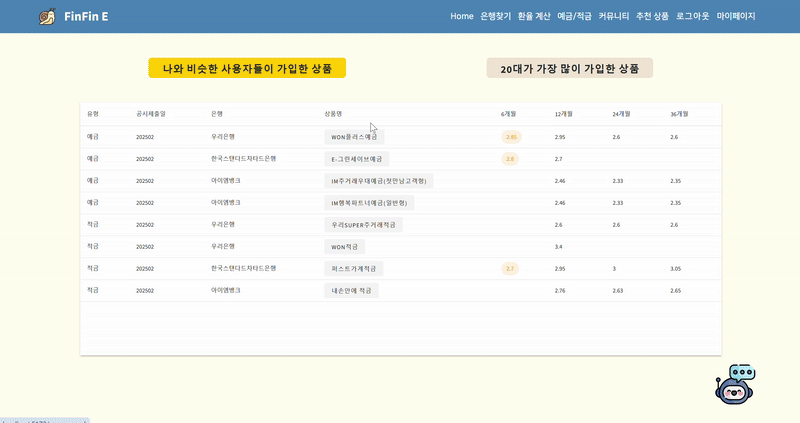 FinFin E
Home 은행찾기 환율 계산 예금/적금 커뮤니티 추천 상품 로그아웃 마이페이지
나와 비슷한 사용자들이 가입한 상품 20대가 가장 많이 가입한 상품
유형 공시제출일 은행 상품명 6개월 12개월 24개월 36개월
예금 202502 우리은행 WON플러스예금 2.85 2.95 2.6 2.6
예금 202502 한국스탠다드차타드은행 E-그린세이브예금 2.8 2.7
예금 202502 아이엠뱅크 IM주거래우대예금(첫만남고객형) 2.46 2.33 2.35
예금 202502 아이엠뱅크 IM행복파트너예금(일반형) 2.46 2.33 2.35
적금 202502 우리은행 우리SUPER주거래적금 2.6 2.6 2.6
적금 202502 우리은행 WON적금 3.4
적금 202502 한국스탠다드차타드은행 퍼스트가계적금 2.7 2.95 3 3.05
적금 202502 아이엠뱅크 내손안에 적금 2.76 2.63 2.65